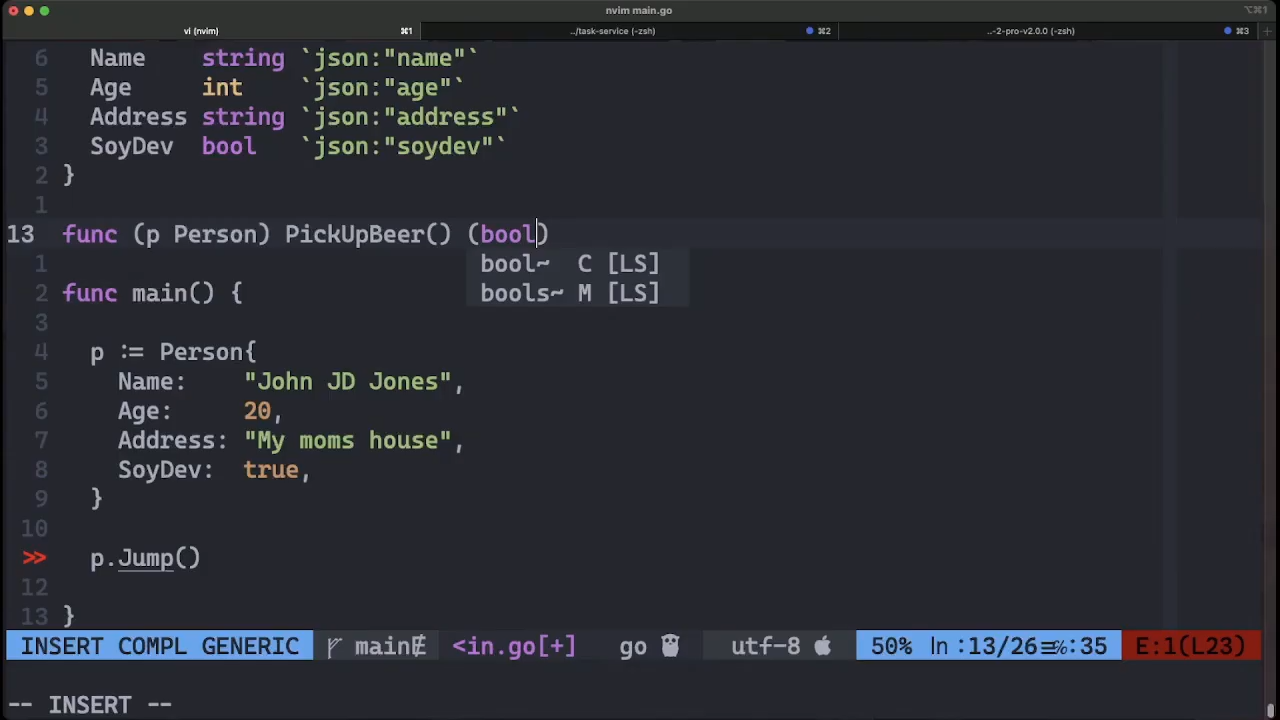 nvim main.go
⌥⌘1
vi (nvim) ⌘1 ../task-service (-zsh) ⌘2 ..-2-pro-v2.0.0 (-zsh) ⌘3 +
6 Name string `json:"name"`
5 Age int `json:"age"`
4 Address string `json:"address"`
3 SoyDev bool `json:"soydev"`
2 }
1
13 func (p Person) PickUpBeer() (bool)
1 bool~ C [LS]
2 func main() { bools~ M [LS]
3
4 p := Person{
5 Name: "John JD Jones",
6 Age: 20,
7 Address: "My moms house",
8 SoyDev: true,
9 }
10
>> p.Jump()
12
13 }
INSERT COMPL GENERIC main <in.go[+] go utf-8 50% ln :13/26≡℅:35 E:1(L23)
-- INSERT --